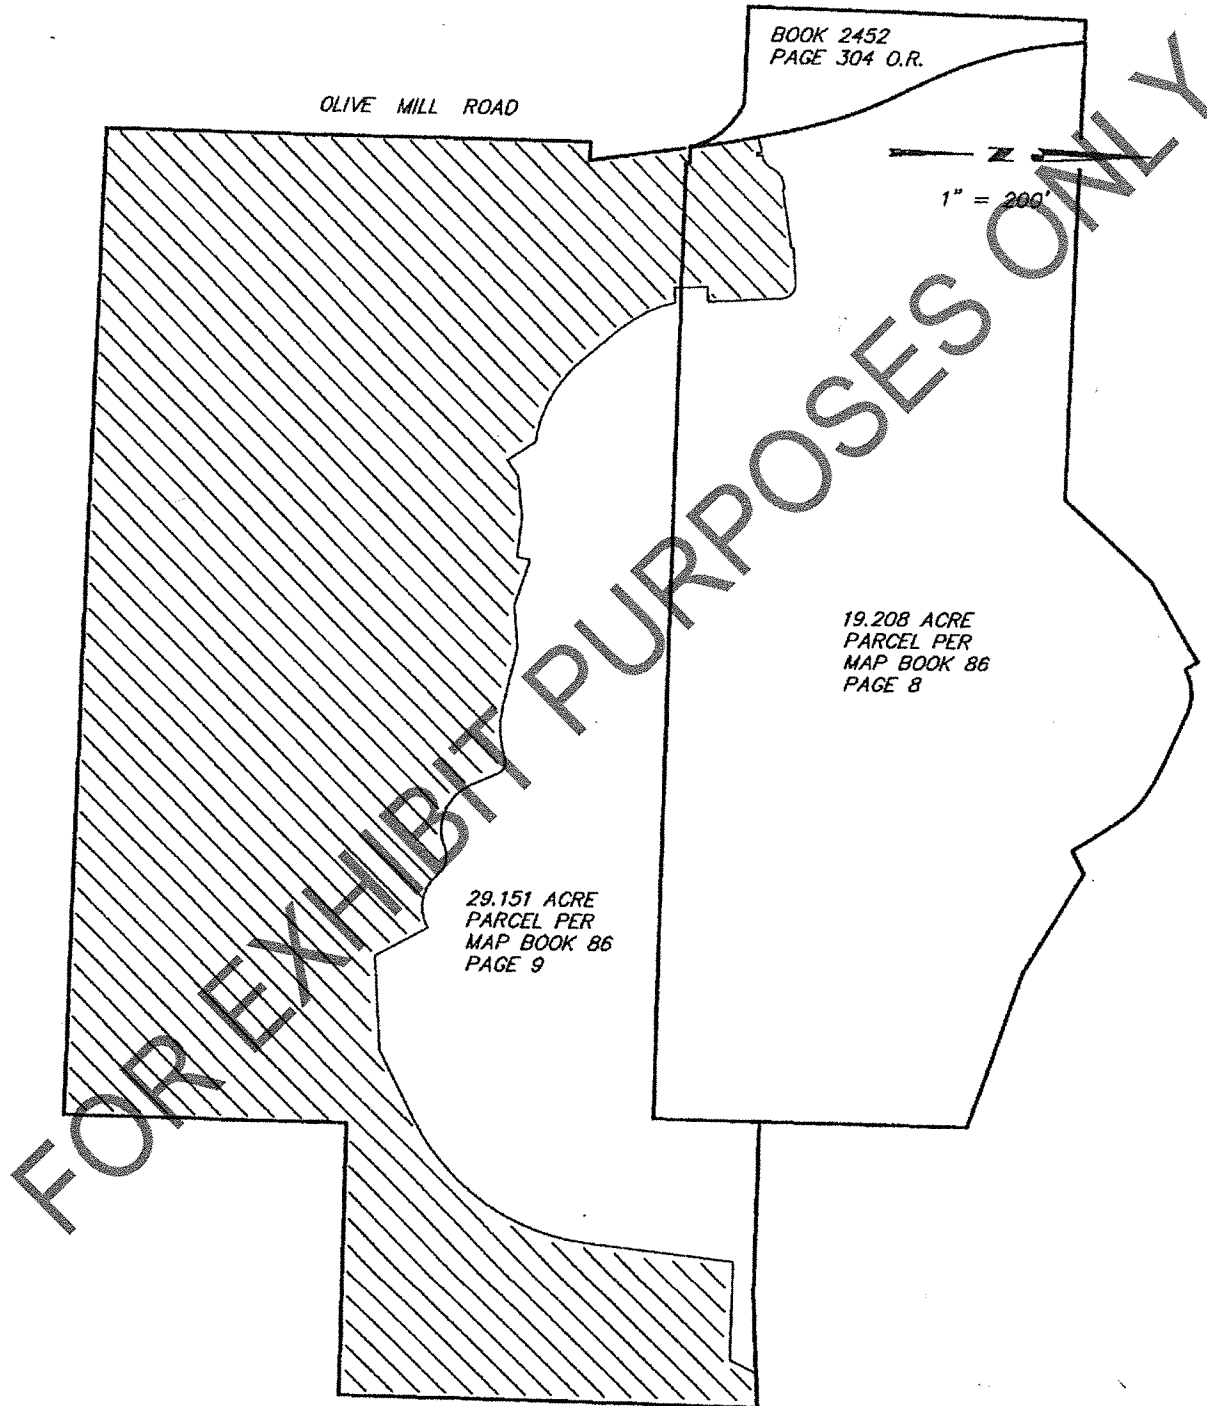 BOOK 2452
PAGE 304 O.R.
OLIVE MILL ROAD
N
1" = 200'
19.208 ACRE
PARCEL PER
MAP BOOK 86
PAGE 8
29.151 ACRE
PARCEL PER
MAP BOOK 86
PAGE 9
FOR EXHIBIT PURPOSES ONLY